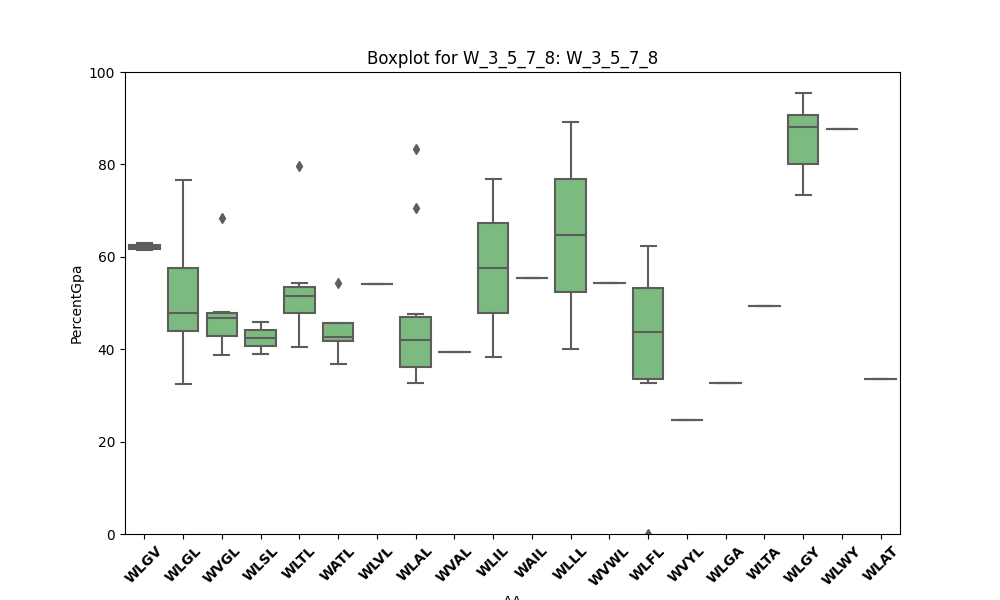 Boxplot for W_3_5_7_8: W_3_5_7_8
PercentGpa
100
80
60
40
20
0
WLGV WLGL WVGL WLSL WLTL WATL WLVL WLAL WVAL WLIL WAIL WLLL WVWL WLFL WVYL WLGA WLTA WLGY WLWY WLAT